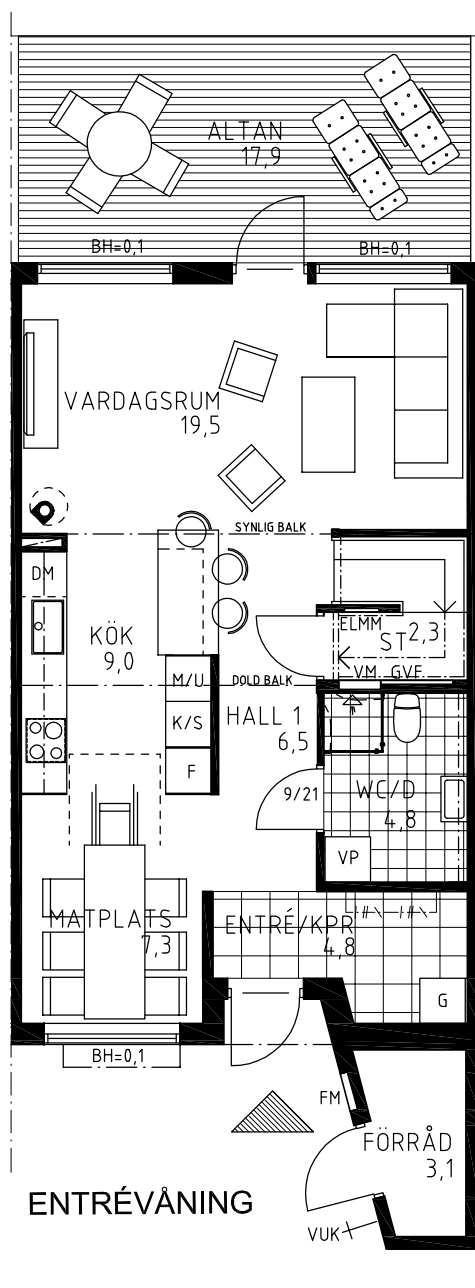 ALTAN
17,9
BH=0,1
BH=0,1
VARDAGSRUM
19,5
SYNLIG BALK
DM
KÖK
9,0
ELMM
ST 2,3
VM GVF
M/U
DOLD BALK
K/S
HALL 1
6,5
F
9/21
WC/D
4,8
VP
MATPLATS
7,3
ENTRÉ/KPR
4,8
G
BH=0,1
FM
FÖRRÅD
3,1
ENTRÉVÅNING
VUK